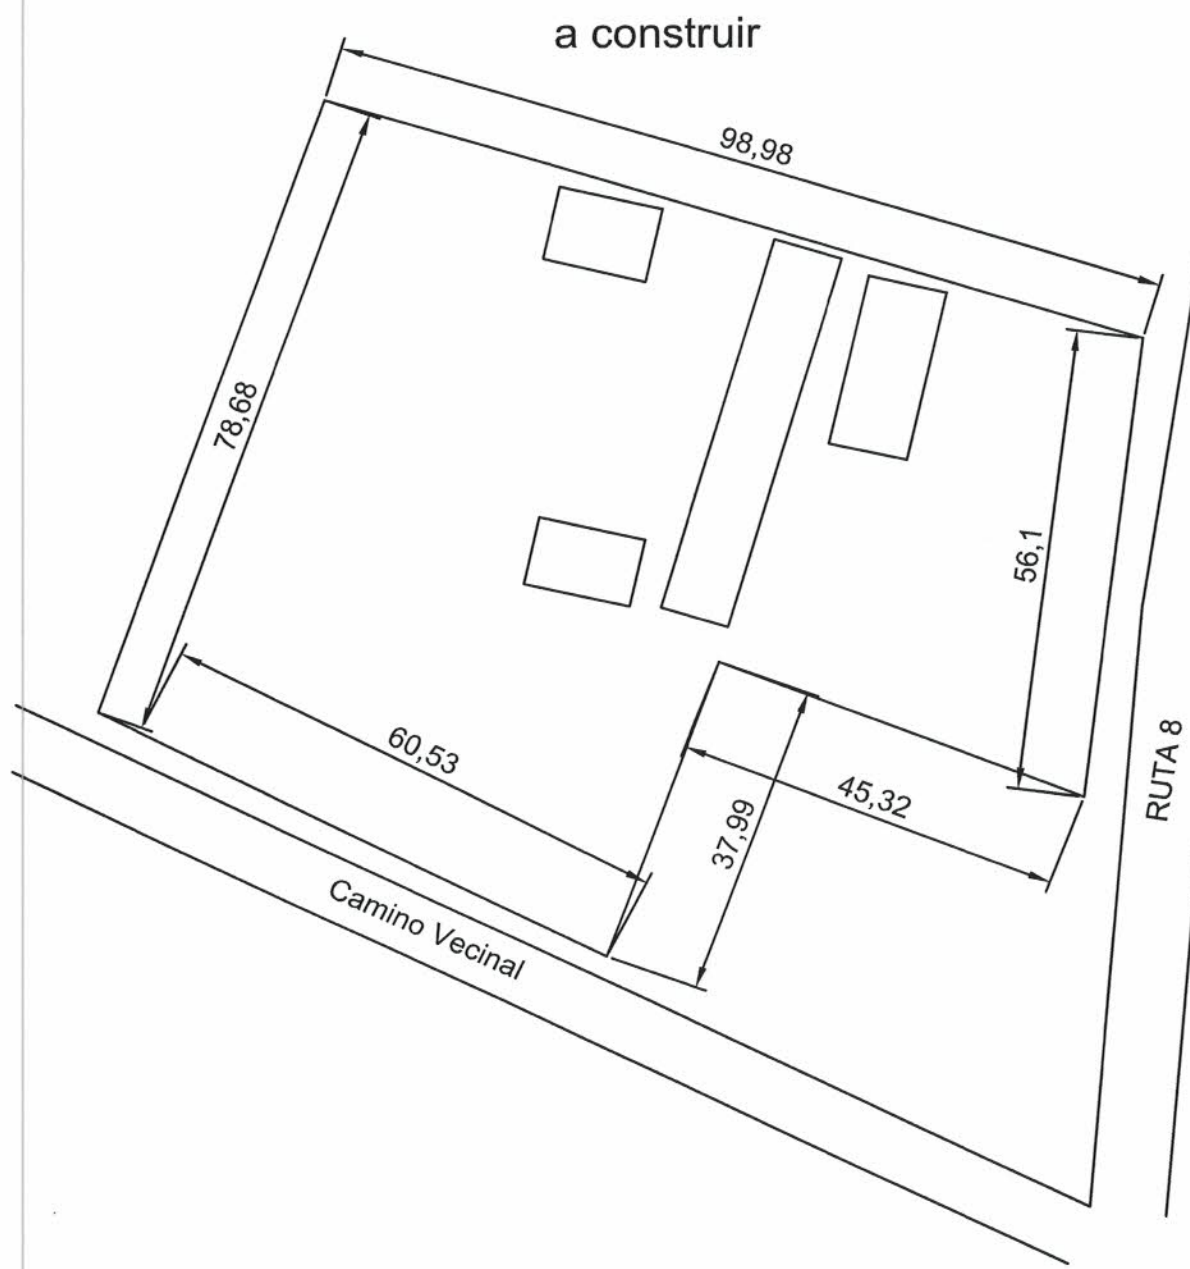 a construir
98,98
78,68
56,1
60,53
45,32
37,99
RUTA 8
Camino Vecinal